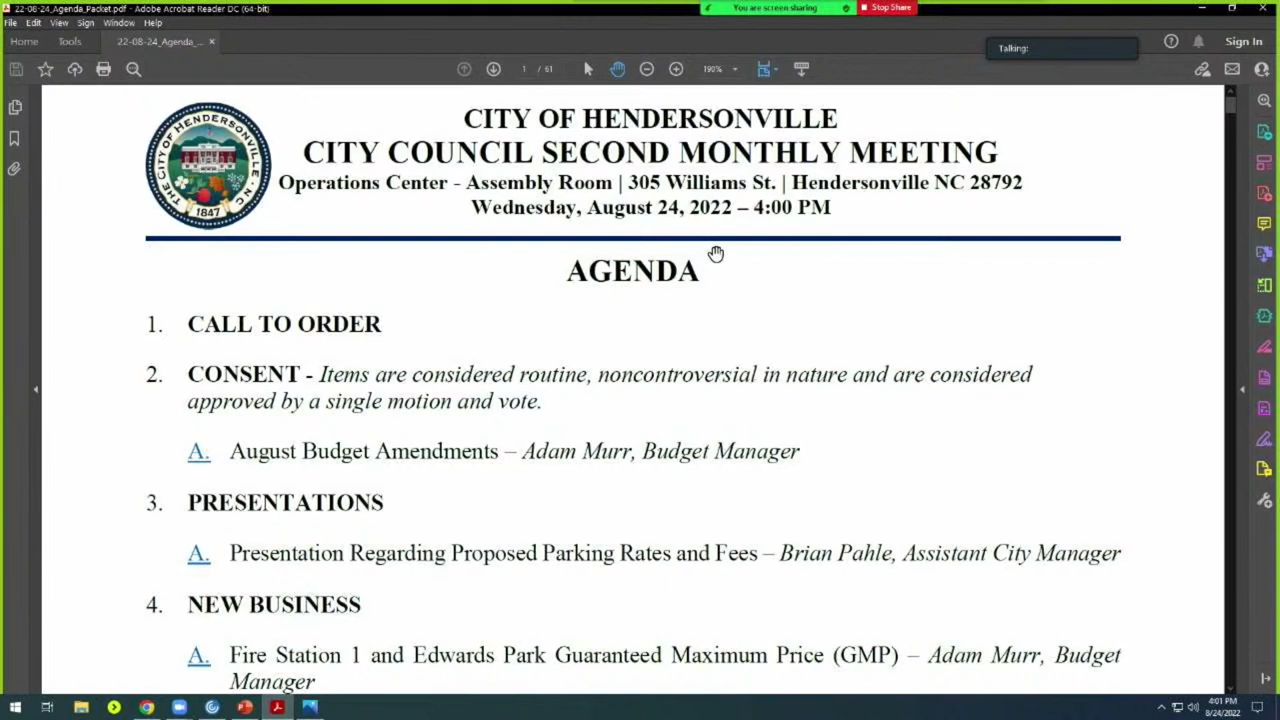 22-08-24_Agenda_Packet.pdf - Adobe Acrobat Reader DC (64-bit)
You are screen sharing
Stop Share
File Edit View Sign Window Help
Home Tools 22-08-24_Agenda_... ×
Talking:
Sign In
1 / 61
190%
CITY OF HENDERSONVILLE
CITY COUNCIL SECOND MONTHLY MEETING
Operations Center - Assembly Room | 305 Williams St. | Hendersonville NC 28792
Wednesday, August 24, 2022 – 4:00 PM
THE CITY OF HENDERSONVILLE, NC
1847
AGENDA
1. CALL TO ORDER
2. CONSENT - Items are considered routine, noncontroversial in nature and are considered
approved by a single motion and vote.
A. August Budget Amendments – Adam Murr, Budget Manager
3. PRESENTATIONS
A. Presentation Regarding Proposed Parking Rates and Fees – Brian Pahle, Assistant City Manager
4. NEW BUSINESS
A. Fire Station 1 and Edwards Park Guaranteed Maximum Price (GMP) – Adam Murr, Budget
Manager
4:01 PM
8/24/2022